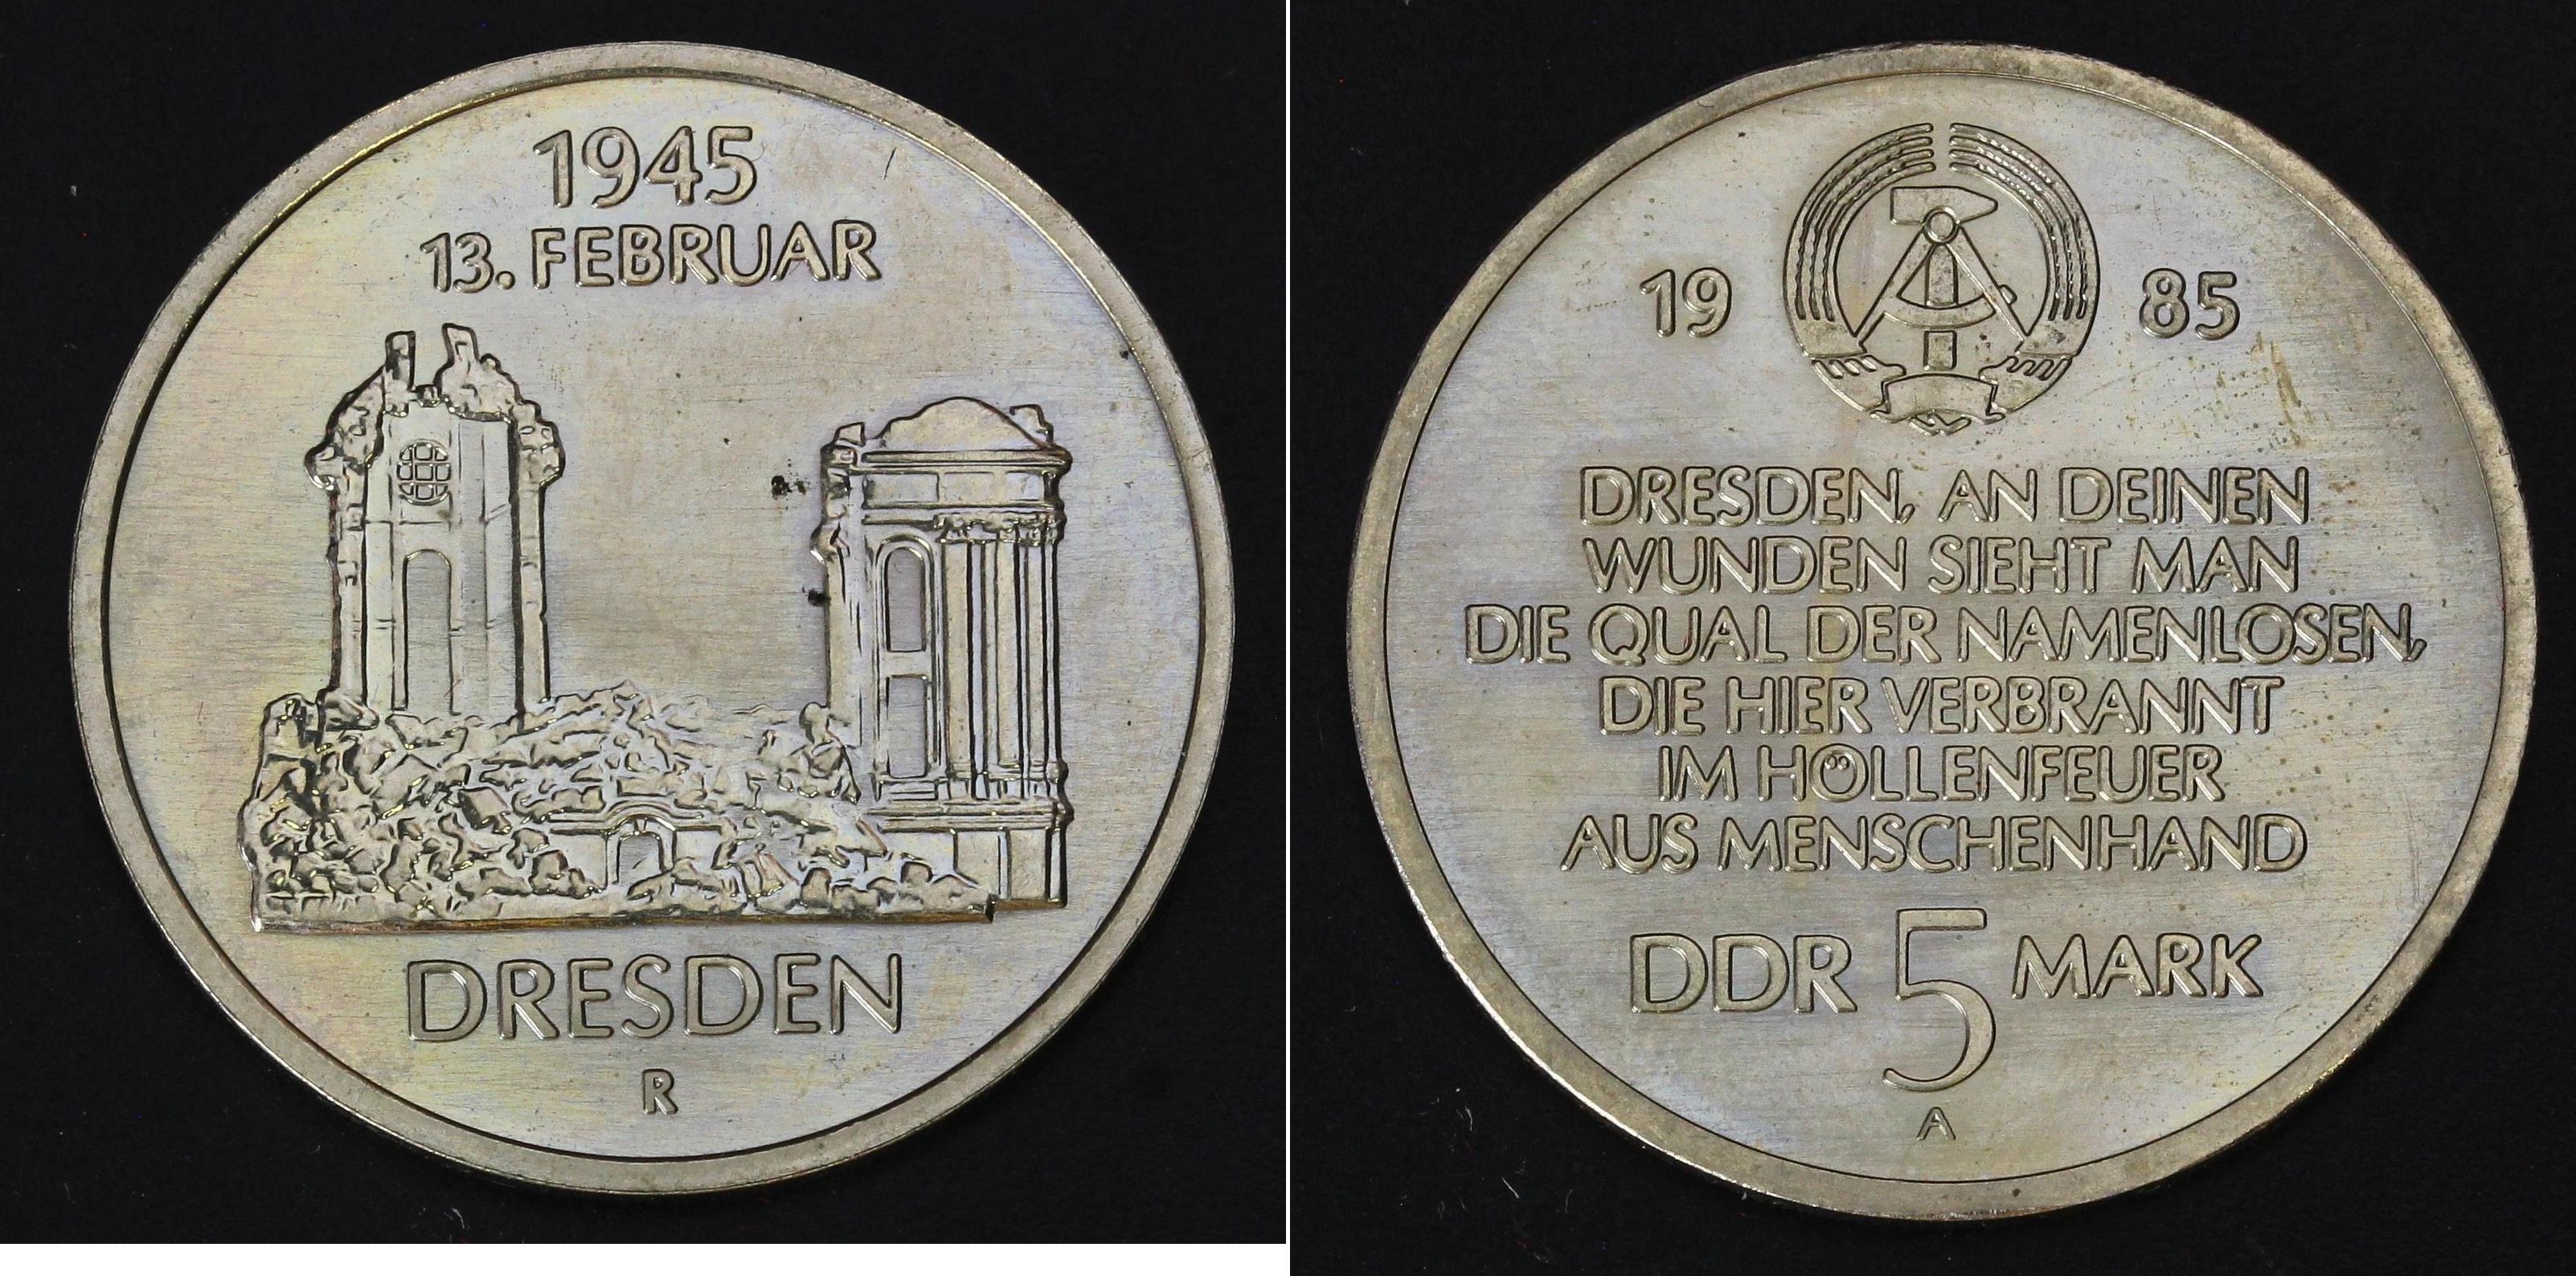 1945
13. FEBRUAR
DRESDEN
R
19 85
DRESDEN, AN DEINEN
WUNDEN SIEHT MAN
DIE QUAL DER NAMENLOSEN,
DIE HIER VERBRANNT
IM HÖLLENFEUER
AUS MENSCHENHAND
DDR 5 MARK
A